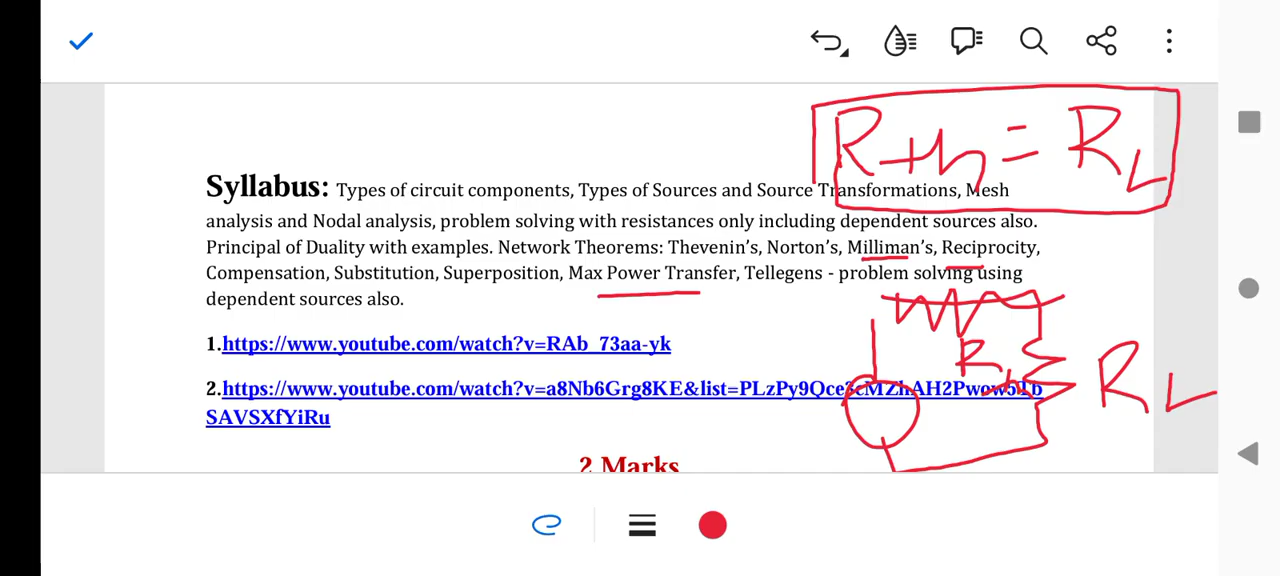 R+h = RL
Syllabus: Types of circuit components, Types of Sources and Source Transformations, Mesh
analysis and Nodal analysis, problem solving with resistances only including dependent sources also.
Principal of Duality with examples. Network Theorems: Thevenin's, Norton's, Milliman's, Reciprocity,
Compensation, Substitution, Superposition, Max Power Transfer, Tellegens - problem solving using
dependent sources also.
1.https://www.youtube.com/watch?v=RAb_73aa-yk
R
RL
2.https://www.youtube.com/watch?v=a8Nb6Grg8KE&list=PLzPy9Qce3cMZhAH2Pwow5Tp
SAVSXfYiRu
2 Marks